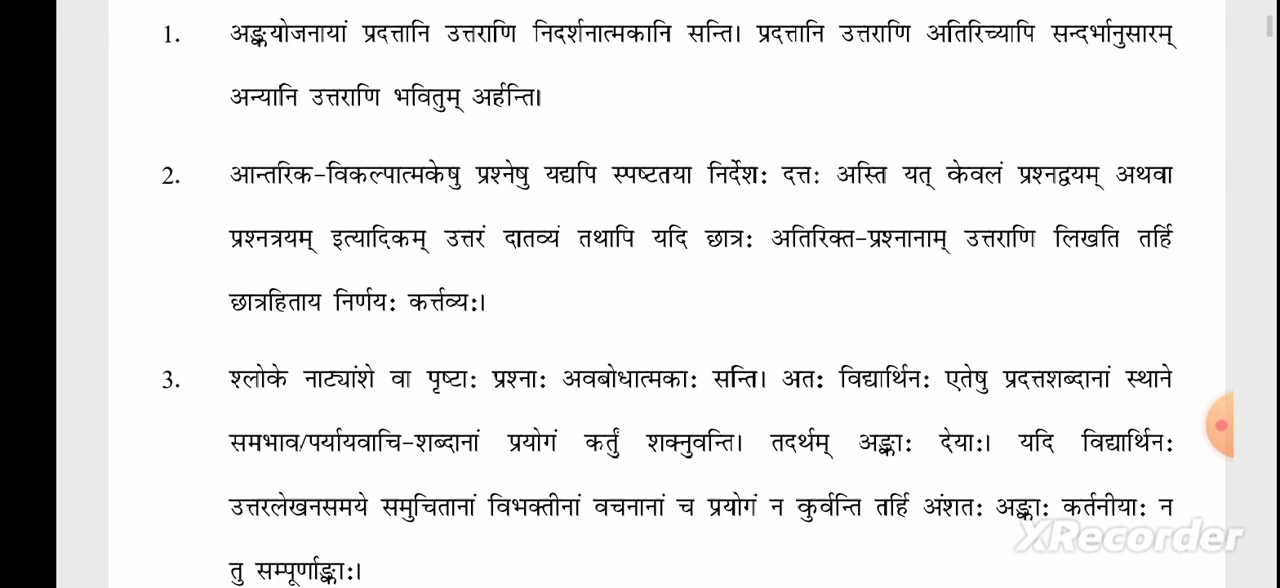 1. अङ्कयोजनायां प्रदत्तानि उत्तराणि निदर्शनात्मकानि सन्ति। प्रदत्तानि उत्तराणि अतिरिच्यापि सन्दर्भानुसारम्
अन्यानि उत्तराणि भवितुम् अर्हन्ति।
2. आन्तरिक-विकल्पात्मकेषु प्रश्नेषु यद्यपि स्पष्टतया निर्देश: दत्त: अस्ति यत् केवलं प्रश्नद्वयम् अथवा
प्रश्नत्रयम् इत्यादिकम् उत्तरं दातव्यं तथापि यदि छात्र: अतिरिक्त-प्रश्नानाम् उत्तराणि लिखति तर्हि
छात्रहिताय निर्णय: कर्त्तव्य:।
3. श्लोके नाट्यांशे वा पृष्टा: प्रश्ना: अवबोधात्मका: सन्ति। अत: विद्यार्थिन: एतेषु प्रदत्तशब्दानां स्थाने
समभाव/पर्यायवाचि-शब्दानां प्रयोगं कर्तुं शक्नुवन्ति। तदर्थम् अङ्का: देया:। यदि विद्यार्थिन:
उत्तरलेखनसमये समुचितानां विभक्तीनां वचनानां च प्रयोगं न कुर्वन्ति तर्हि अंशत: अङ्का: कर्तनीया: न
तु सम्पूर्णाङ्का:।
XRecorder